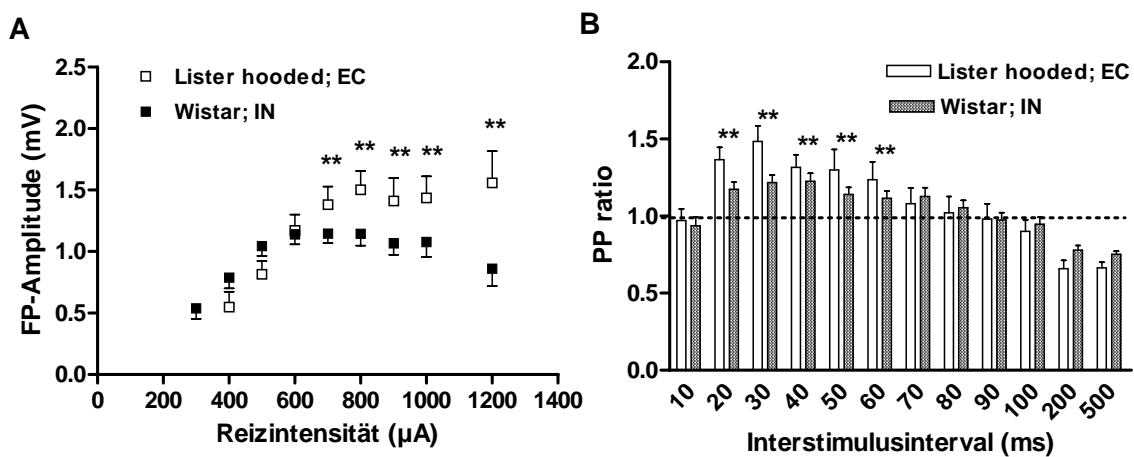 A
2.5
2.0
1.5
1.0
0.5
0.0
FP-Amplitude (mV)
Lister hooded; EC
Wistar; IN
**
**
**
**
**
0 200 400 600 800 1000 1200 1400
Reizintensität (µA)
B
2.0
1.5
1.0
0.5
0.0
PP ratio
Lister hooded; EC
Wistar; IN
**
**
**
**
**
10 20 30 40 50 60 70 80 90 100 200 500
Interstimulusinterval (ms)